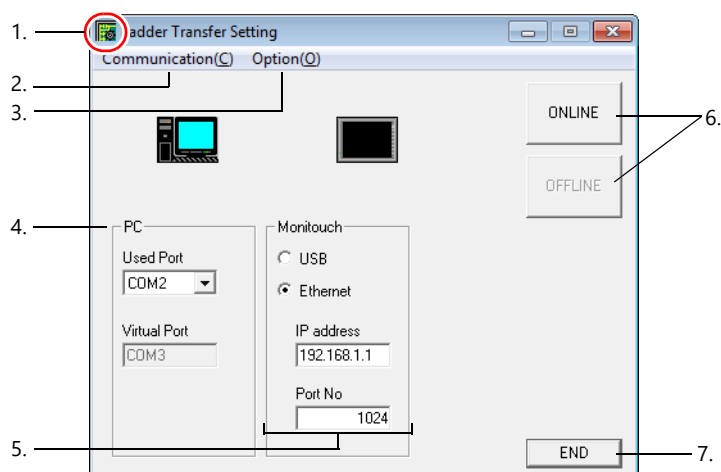 1.
adder Transfer Setting
2.
Communication(C) Option(O)
3.
ONLINE
6.
OFFLINE
4.
PC
Monitouch
Used Port
USB
COM2
Ethernet
Virtual Port
IP address
COM3
192.168.1.1
Port No
1024
5.
END
7.